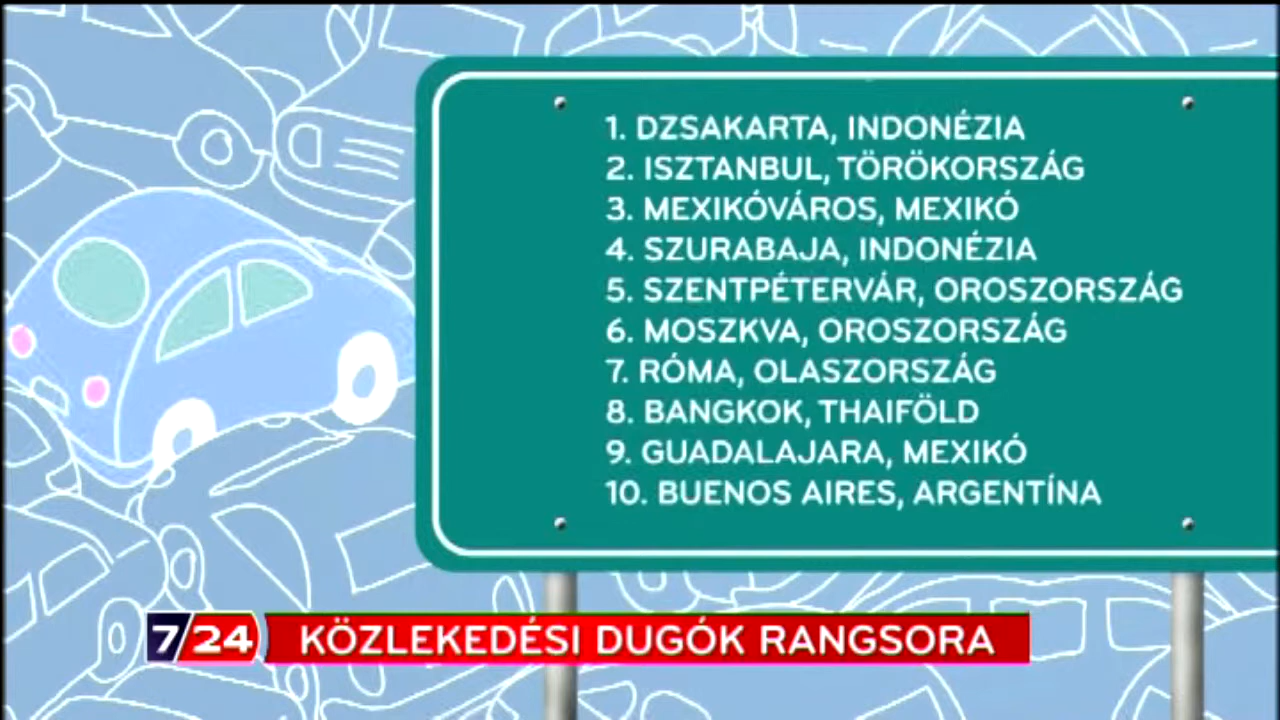 1. DZSAKARTA, INDONÉZIA
2. ISZTANBUL, TÖRÖKORSZÁG
3. MEXIKÓVÁROS, MEXIKÓ
4. SZURABAJA, INDONÉZIA
5. SZENTPÉTERVÁR, OROSZORSZÁG
6. MOSZKVA, OROSZORSZÁG
7. RÓMA, OLASZORSZÁG
8. BANGKOK, THAIFÖLD
9. GUADALAJARA, MEXIKÓ
10. BUENOS AIRES, ARGENTÍNA
7/24 KÖZLEKEDÉSI DUGÓK RANGSORA